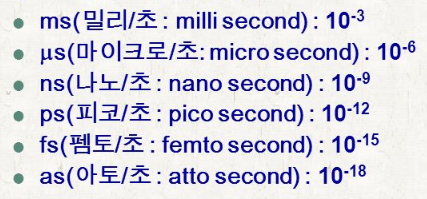 ● ms(밀리/초 : milli second) : 10⁻³
● μs(마이크로/초: micro second) : 10⁻⁶
● ns(나노/초 : nano second) : 10⁻⁹
● ps(피코/초 : pico second) : 10⁻¹²
● fs(펨토/초 : femto second) : 10⁻¹⁵
● as(아토/초 : atto second) : 10⁻¹⁸